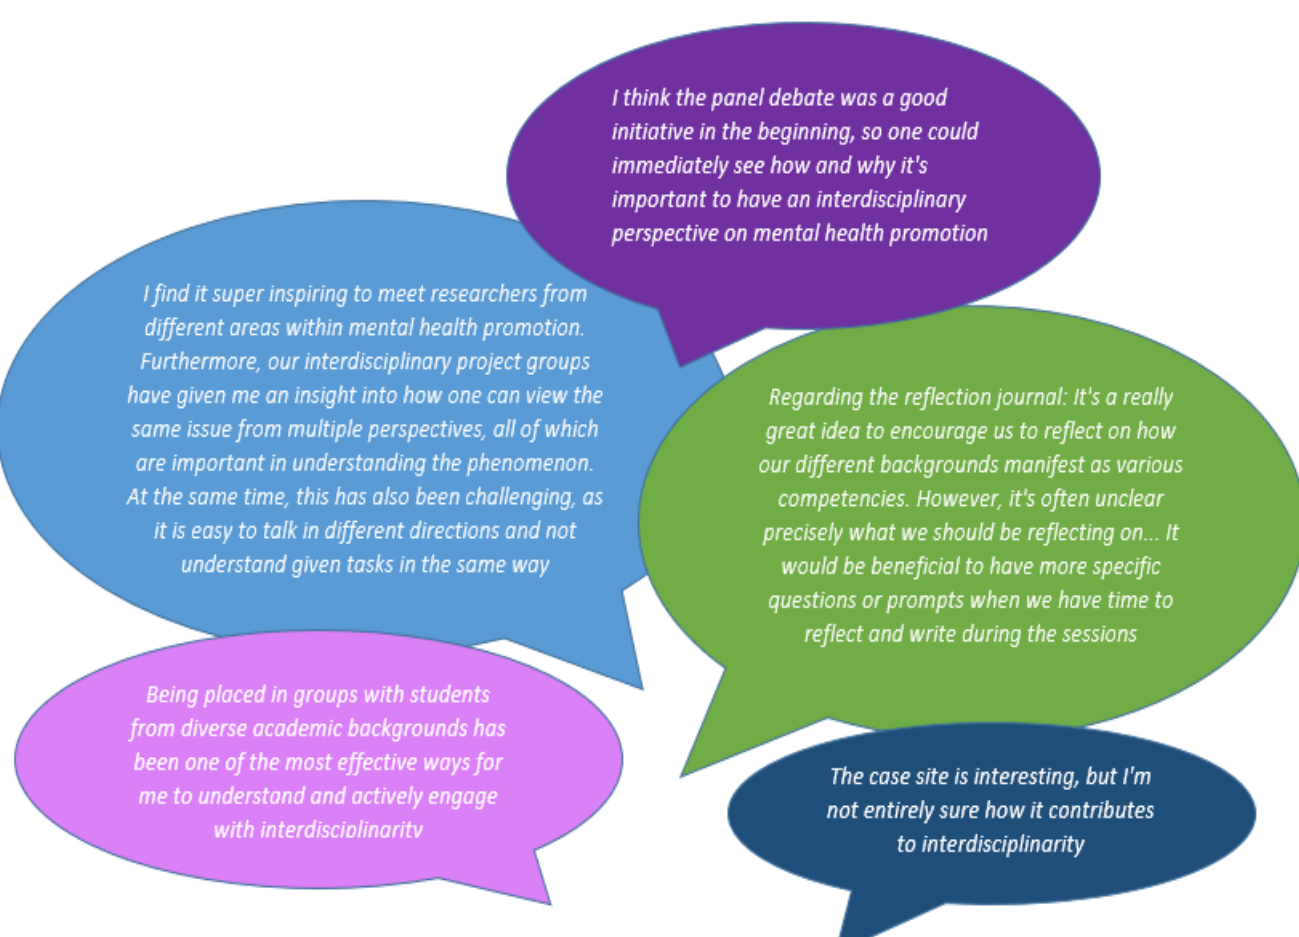 I think the panel debate was a good
initiative in the beginning, so one could
immediately see how and why it's
important to have an interdisciplinary
perspective on mental health promotion
I find it super inspiring to meet researchers from
different areas within mental health promotion.
Furthermore, our interdisciplinary project groups
have given me an insight into how one can view the
same issue from multiple perspectives, all of which
are important in understanding the phenomenon.
At the same time, this has also been challenging, as
it is easy to talk in different directions and not
understand given tasks in the same way
Regarding the reflection journal: It's a really
great idea to encourage us to reflect on how
our different backgrounds manifest as various
competencies. However, it's often unclear
precisely what we should be reflecting on... It
would be beneficial to have more specific
questions or prompts when we have time to
reflect and write during the sessions
Being placed in groups with students
from diverse academic backgrounds has
been one of the most effective ways for
me to understand and actively engage
with interdisciplinarity
The case site is interesting, but I'm
not entirely sure how it contributes
to interdisciplinarity